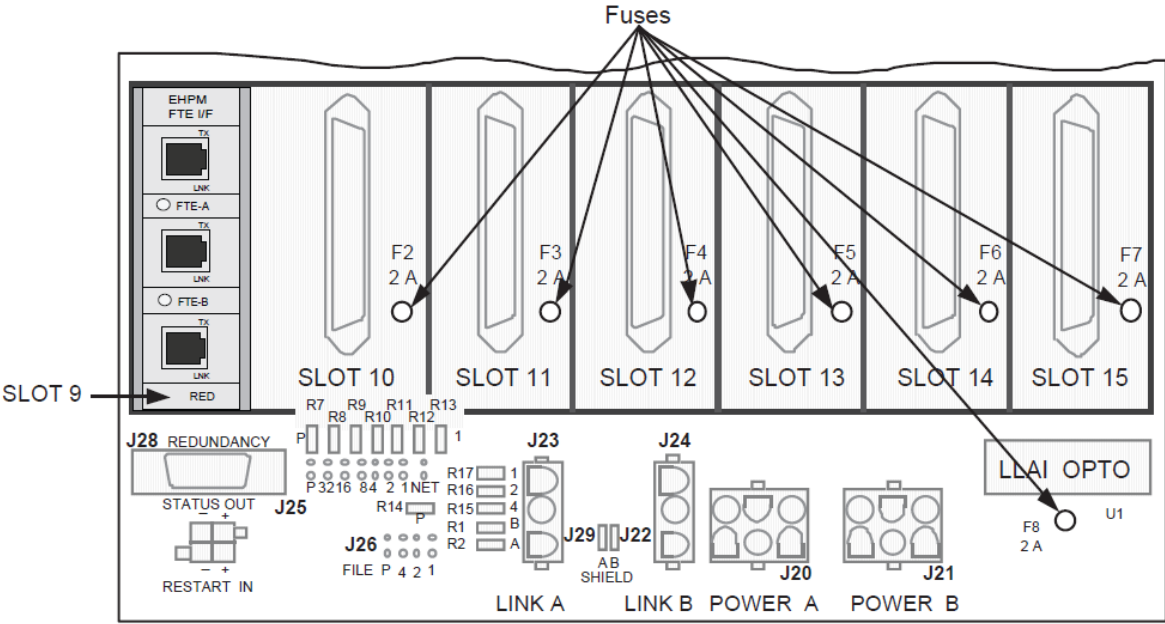 Fuses
EHPM
FTE I/F
TX
LNK
FTE-A
TX
LNK
FTE-B
TX
LNK
RED
SLOT 9
F2
2 A
F3
2 A
F4
2 A
F5
2 A
F6
2 A
F7
2 A
SLOT 10
SLOT 11
SLOT 12
SLOT 13
SLOT 14
SLOT 15
R7 R9 R11 R13
R8 R10 R12
P 1
J28 REDUNDANCY
STATUS OUT
– +
– +
RESTART IN
J25
P 32 16 8 4 2 1 NET
R14
P
J26
FILE P 4 2 1
R17 1
R16 2
R15 4
R1 B
R2 A
J23
LINK A
J29 J22
A B
SHIELD
J24
LINK B
J20
POWER A
J21
POWER B
LLAI OPTO
U1
F8
2 A